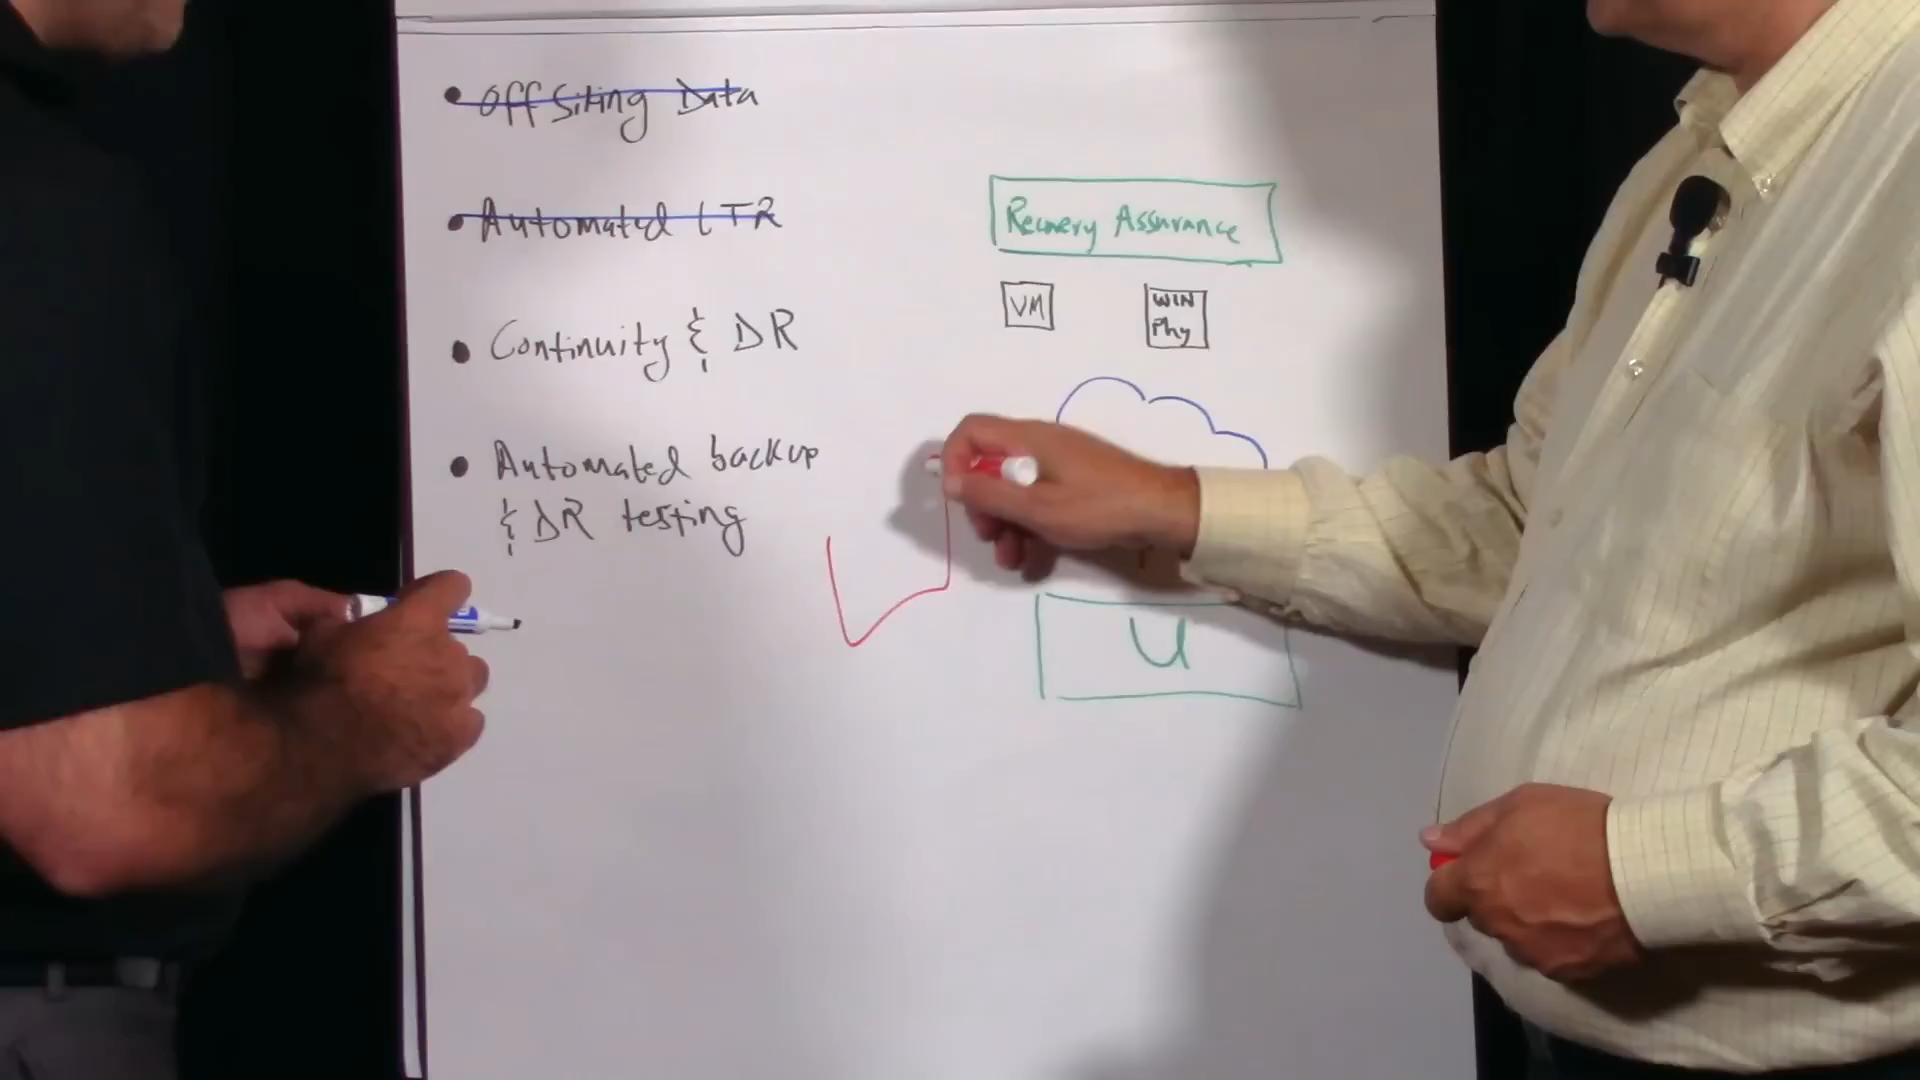 Off Siting Data
Automated LTR
Continuity & DR
Automated backup
& DR testing
Recovery Assurance
VM
WIN
Phy
U